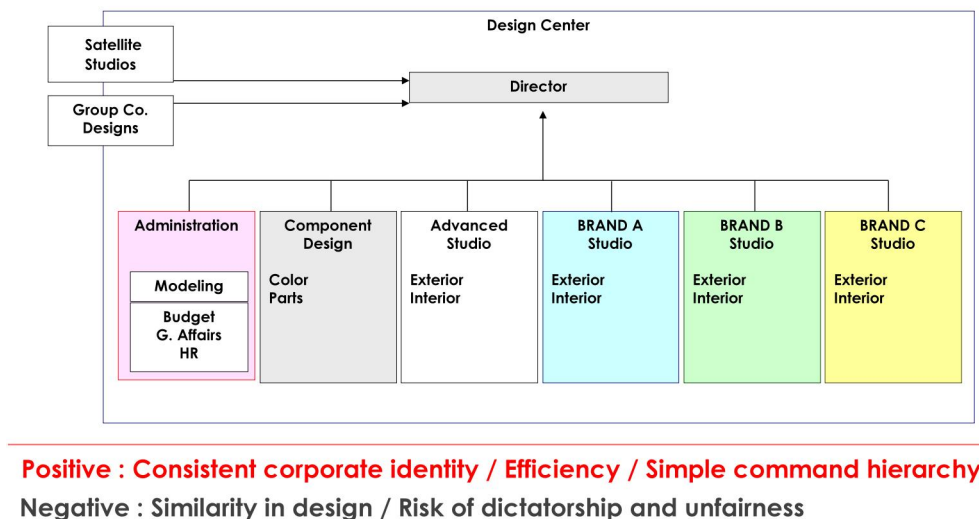 Design Center
Satellite
Studios
Director
Group Co.
Designs
Administration
Modeling
Budget
G. Affairs
HR
Component
Design
Color
Parts
Advanced
Studio
Exterior
Interior
BRAND A
Studio
Exterior
Interior
BRAND B
Studio
Exterior
Interior
BRAND C
Studio
Exterior
Interior
Positive : Consistent corporate identity / Efficiency / Simple command hierarchy
Negative : Similarity in design / Risk of dictatorship and unfairness